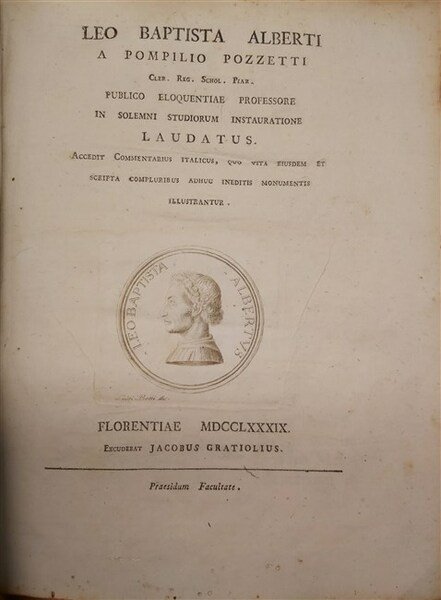 LEO BAPTISTA ALBERTI
A POMPILIO POZZETTI
CLER. REG. SCHOL. PIAR.
PUBLICO ELOQUENTIAE PROFESSORE
IN SOLEMNI STUDIORUM INSTAURATIONE
LAUDATUS.
ACCEDIT COMMENTARIUS ITALICUS, QUO VITA EIUSDEM ET
SCRIPTA COMPLURIBUS ADHUC INEDITIS MONUMENTIS
ILLUSTRANTUR.
LEO BAPTISTA ALBERTVS
FLORENTIAE MDCCLXXXIX.
EXCUDEBAT JACOBUS GRATIOLIUS.
Praesidum Facultate.